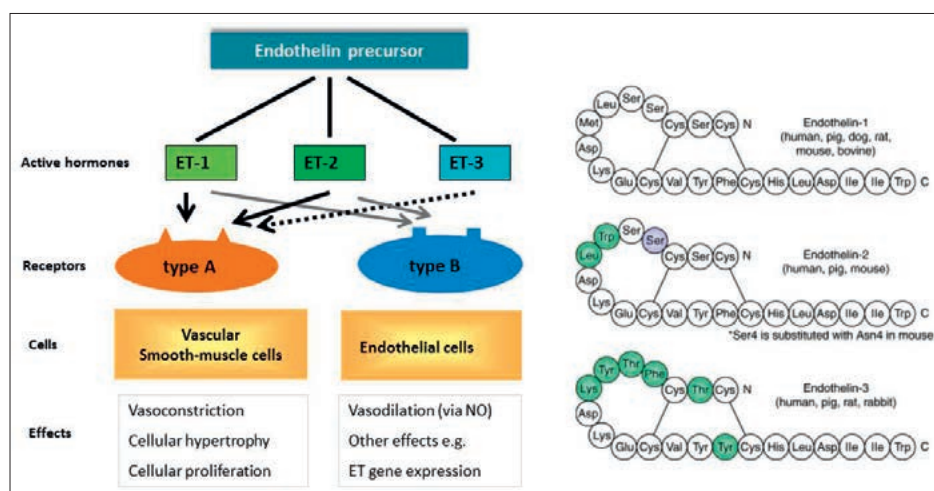 Endothelin precursor
Active hormones
ET-1
ET-2
ET-3
Receptors
type A
type B
Cells
Vascular
Smooth-muscle cells
Endothelial cells
Effects
Vasoconstriction
Cellular hypertrophy
Cellular proliferation
Vasodilation (via NO)
Other effects e.g.
ET gene expression
Leu Ser Ser
Met
Cys Ser Cys N
Asp
Lys
Glu Cys Val Tyr Phe Cys His Leu Asp Ile Ile Trp C
Endothelin-1
(human, pig, dog, rat,
mouse, bovine)
Trp Ser Ser
Leu
Cys Ser Cys N
Asp
Lys
Glu Cys Val Tyr Phe Cys His Leu Asp Ile Ile Trp C
Endothelin-2
(human, pig, mouse)
*Ser4 is substituted with Asn4 in mouse
Tyr Thr Phe
Lys
Cys Thr Cys N
Asp
Lys
Glu Cys Val Tyr Tyr Cys His Leu Asp Ile Ile Trp C
Endothelin-3
(human, pig, rat, rabbit)